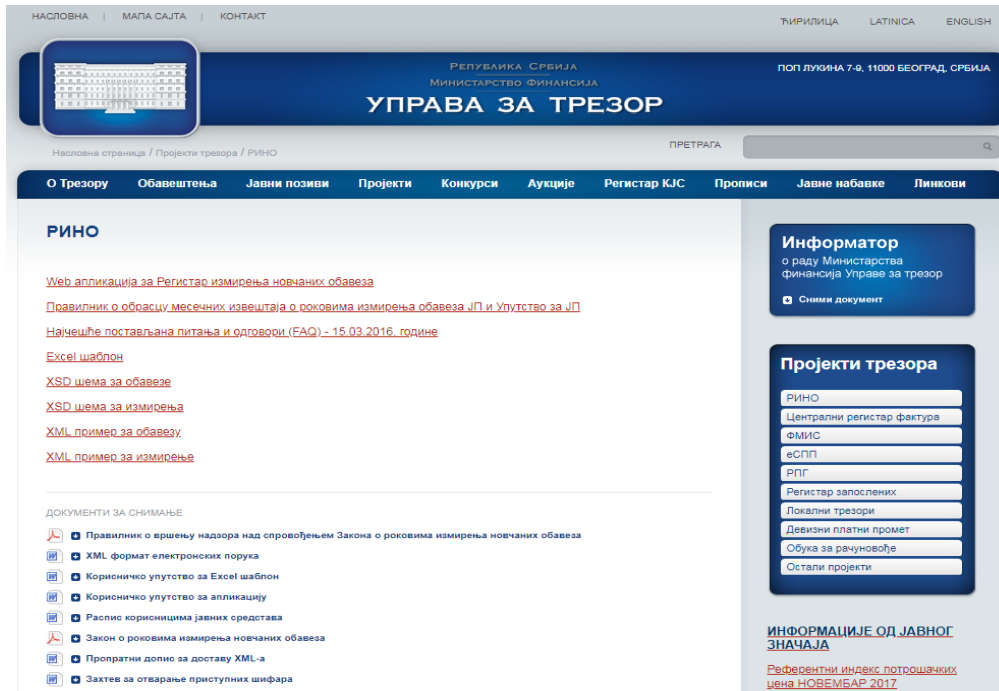 НАСЛОВНА | МАПА САЈТА | КОНТАКТ
ЋИРИЛИЦА LATINICA ENGLISH
Република Србија
Министарство Финансија
УПРАВА ЗА ТРЕЗОР
ПОП ЛУКИНА 7-9, 11000 БЕОГРАД, СРБИЈА
Насловна страница / Пројекти трезора / РИНО
ПРЕТРАГА
О Трезору Обавештења Јавни позиви Пројекти Конкурси Аукције Регистар КЈС Прописи Јавне набавке Линкови
РИНО
Web апликација за Регистар измирења новчаних обавеза
Правилник о обрасцу месечних извештаја о роковима измирења обавеза ЈП и Упутство за ЈП
Најчешће постављана питања и одговори (FAQ) - 15.03.2016. године
Excel шаблон
XSD шема за обавезе
XSD шема за измирења
XML пример за обавезу
XML пример за измирење
ДОКУМЕНТИ ЗА СНИМАЊЕ
Правилник о вршењу надзора над спровођењем Закона о роковима измирења новчаних обавеза
XML формат електронских порука
Корисничко упутство за Excel шаблон
Корисничко упутство за апликацију
Распис корисницима јавних средстава
Закон о роковима измирења новчаних обавеза
Пропратни допис за доставу XML-а
Захтев за отварање приступних шифара
Информатор
о раду Министарства
финансија Управе за трезор
Сними документ
Пројекти трезора
РИНО
Централни регистар фактура
ФМИС
еСПП
РПГ
Регистар запослених
Локални трезори
Девизни платни промет
Обука за рачуновође
Остали пројекти
ИНФОРМАЦИЈЕ ОД ЈАВНОГ
ЗНАЧАЈА
Референтни индекс потрошачких
цена НОВЕМБАР 2017